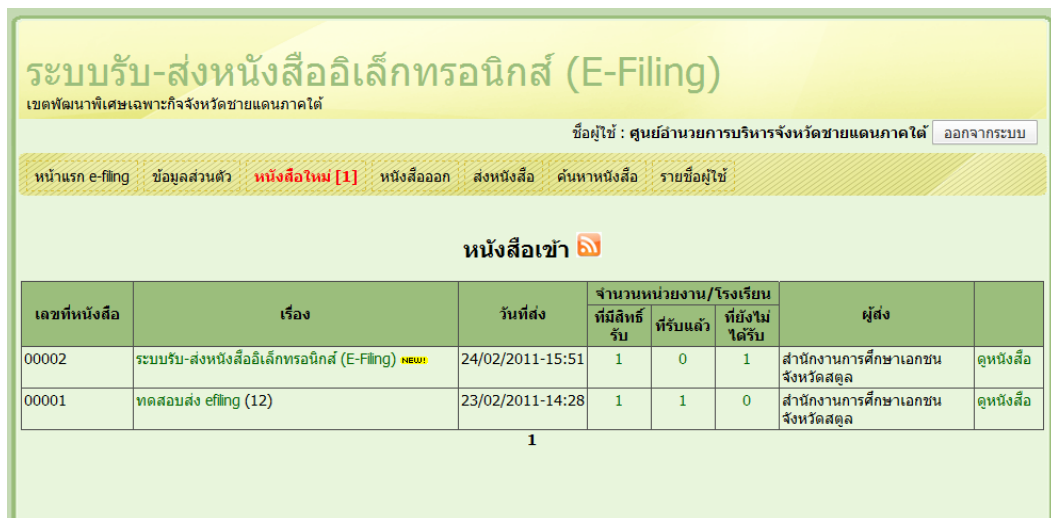 ระบบรับ-ส่งหนังสืออิเล็กทรอนิกส์ (E-Filing)
เขตพัฒนาพิเศษเฉพาะกิจจังหวัดชายแดนภาคใต้
ชื่อผู้ใช้ : ศูนย์อำนวยการบริหารจังหวัดชายแดนภาคใต้ ออกจากระบบ
หน้าแรก e-filing ข้อมูลส่วนตัว หนังสือใหม่ [1] หนังสือออก ส่งหนังสือ ค้นหาหนังสือ รายชื่อผู้ใช้
หนังสือเข้า
เลขที่หนังสือ เรื่อง วันที่ส่ง จำนวนหน่วยงาน/โรงเรียน ผู้ส่ง
ที่มีสิทธิ์รับ ที่รับแล้ว ที่ยังไม่ได้รับ
00002 ระบบรับ-ส่งหนังสืออิเล็กทรอนิกส์ (E-Filing) NEW! 24/02/2011-15:51 1 0 1 สำนักงานการศึกษาเอกชน ดูหนังสือ
จังหวัดสตูล
00001 ทดสอบส่ง efiling (12) 23/02/2011-14:28 1 1 0 สำนักงานการศึกษาเอกชน ดูหนังสือ
จังหวัดสตูล
1